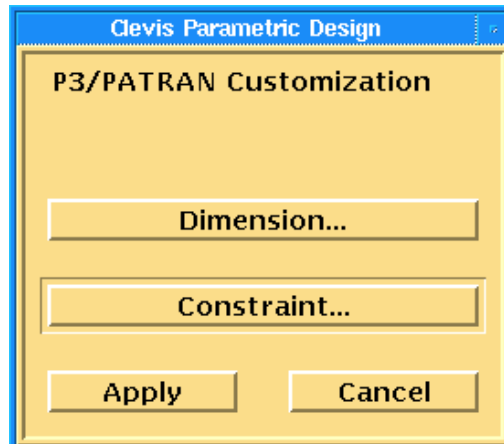 Clevis Parametric Design
P3/PATRAN Customization
Dimension...
Constraint...
Apply Cancel